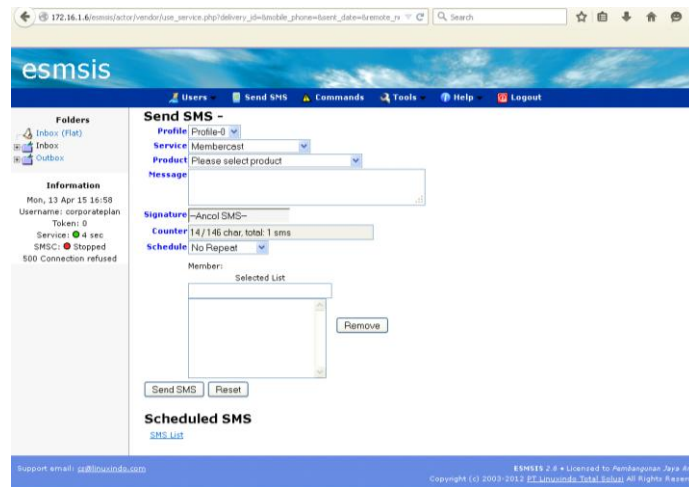 172.16.1.6/esmsis/actor/vendor/use_service.php?delivery_id=&mobile_phone=&sent_date=&remote_r
Search
esmsis
Users Send SMS Commands Tools Help Logout
Folders
Inbox (Flat)
Inbox
Outbox
Information
Mon, 13 Apr 15 16:58
Username: corporateplan
Token: 0
Service: 4 sec
SMSC: Stopped
500 Connection refused
Send SMS -
Profile Profile-0
Service Membercast
Product Please select product
Message
Signature --Ancol SMS--
Counter 14/146 char, total: 1 sms
Schedule No Repeat
Member:
Selected List
Remove
Send SMS Reset
Scheduled SMS
SMS List
Support email: cs@linuxindo.com
ESMSIS 2.6 • Licensed to Pembangunan Jaya
Copyright (c) 2003-2012 PT Linuxindo Total Solusi All Rights